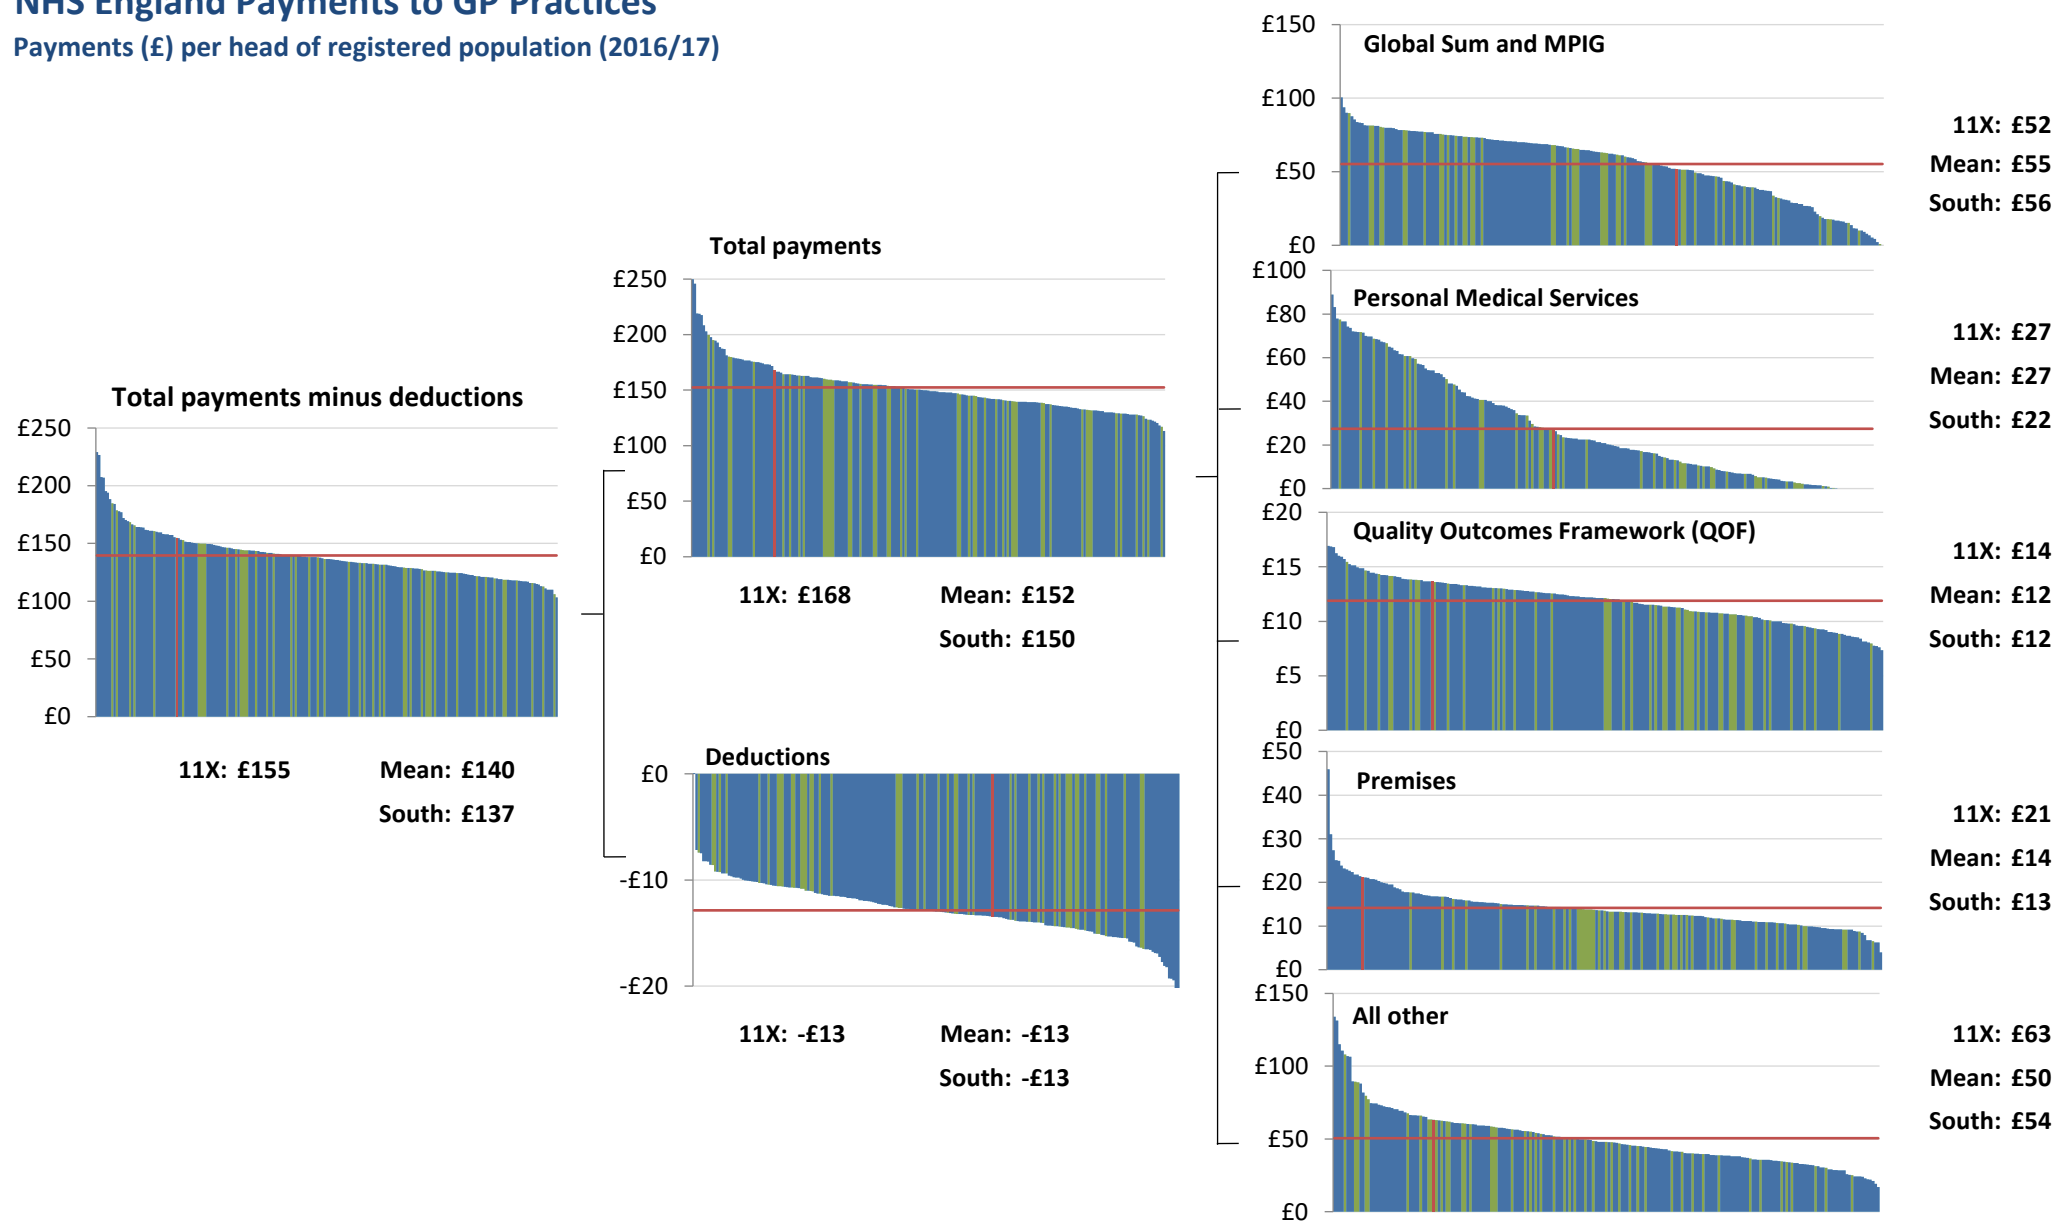 NHS England Payments to GP Practices
Payments (£) per head of registered population (2016/17)
Total payments minus deductions
£250
£200
£150
£100
£50
£0
11X: £155 Mean: £140
South: £137
Total payments
£250
£200
£150
£100
£50
£0
11X: £168 Mean: £152
South: £150
Deductions
£0
-£10
-£20
11X: -£13 Mean: -£13
South: -£13
Global Sum and MPIG
£150
£100
£50
£0
11X: £52
Mean: £55
South: £56
Personal Medical Services
£100
£80
£60
£40
£20
£0
11X: £27
Mean: £27
South: £22
Quality Outcomes Framework (QOF)
£20
£15
£10
£5
£0
11X: £14
Mean: £12
South: £12
Premises
£50
£40
£30
£20
£10
£0
11X: £21
Mean: £14
South: £13
All other
£150
£100
£50
£0
11X: £63
Mean: £50
South: £54